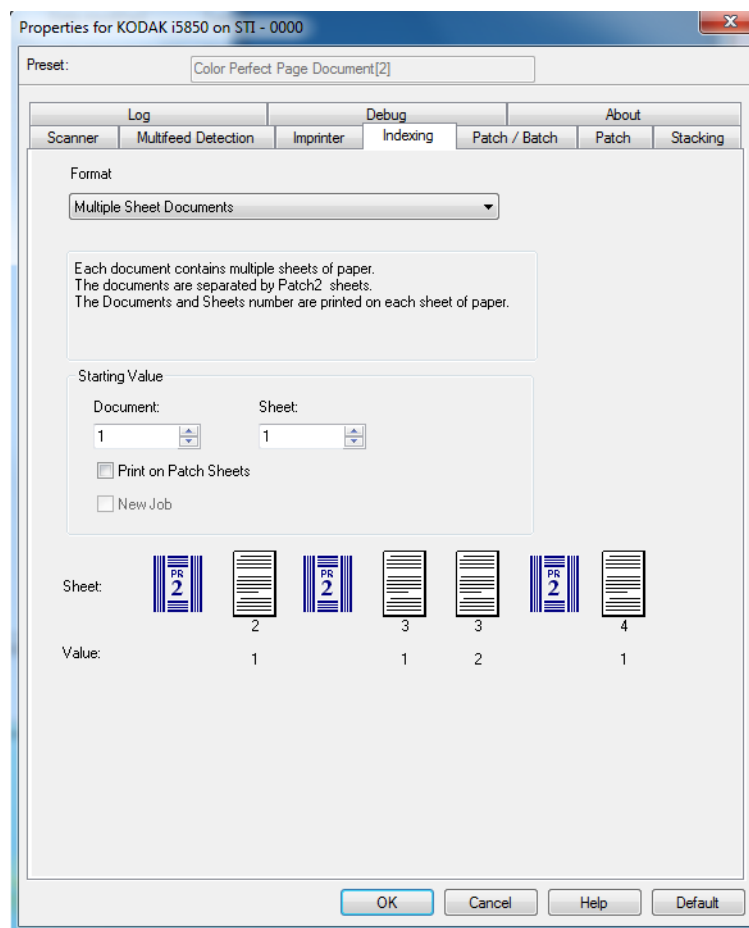 Properties for KODAK i5850 on STI - 0000
x
Preset:
Color Perfect Page Document[2]
Log Debug About
Scanner Multifeed Detection Imprinter Indexing Patch / Batch Patch Stacking
Format
Multiple Sheet Documents
Each document contains multiple sheets of paper.
The documents are separated by Patch2 sheets.
The Documents and Sheets number are printed on each sheet of paper.
Starting Value
Document: Sheet:
1 1
Print on Patch Sheets
New Job
PR PR PR
Sheet: 2 2 2
2 3 3 4
Value: 1 1 2 1
OK Cancel Help Default